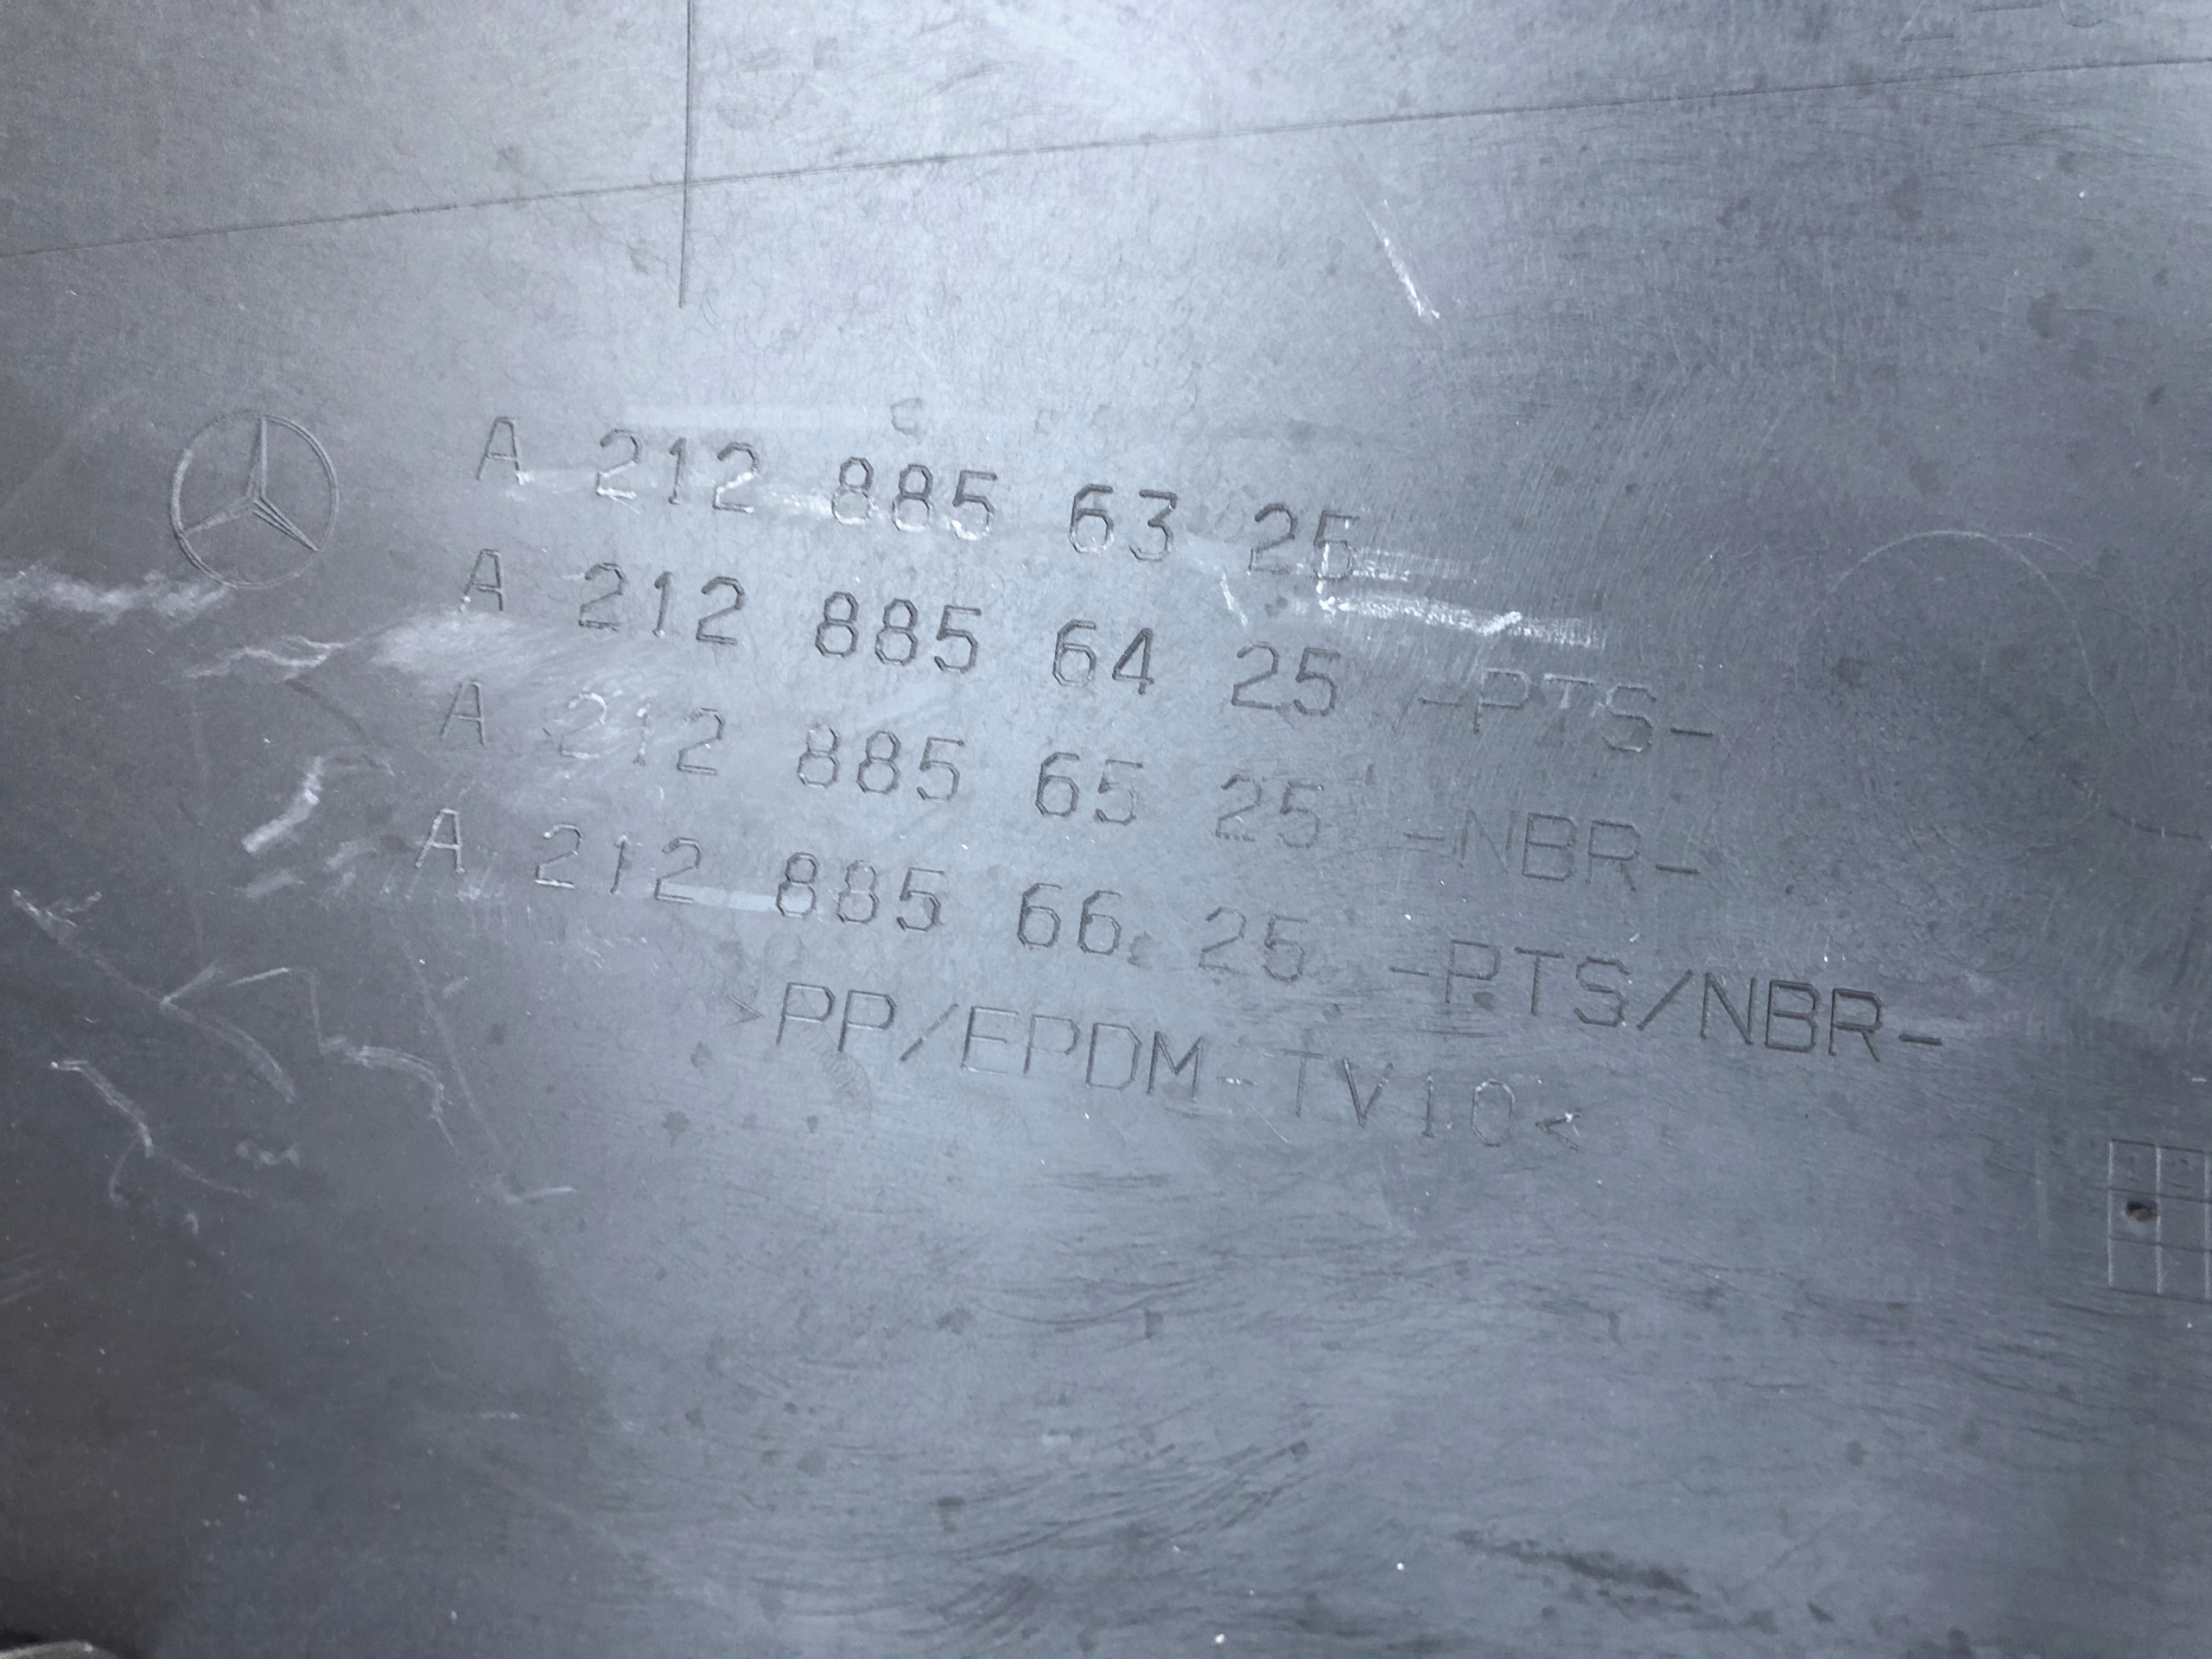 A 212 885 63 25
A 212 885 64 25 -PTS-
A 212 885 65 25 -NBR-
A 212 885 66 25 -PTS/NBR-
>PP/EPDM-TV10<